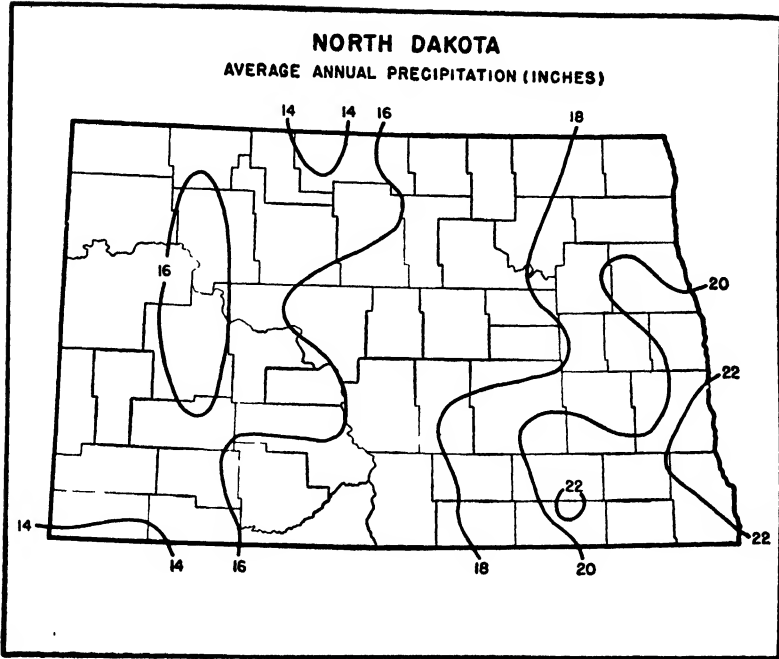 NORTH DAKOTA
AVERAGE ANNUAL PRECIPITATION (INCHES)
14 14 16 18
16
20
22
22
14
14 16 18 20 22